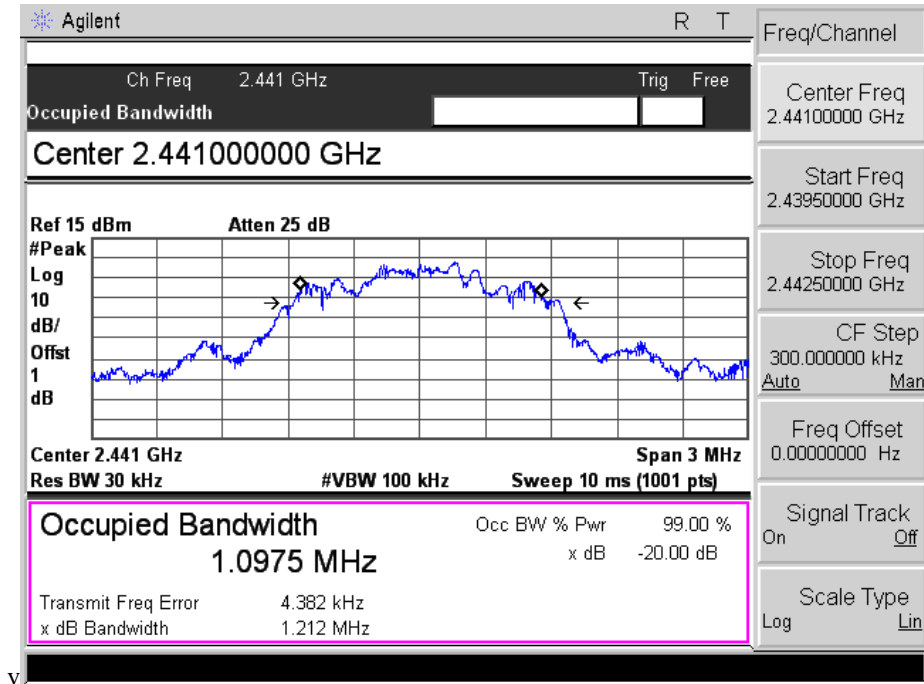 Agilent R T
Ch Freq 2.441 GHz Trig Free
Occupied Bandwidth
Center 2.441000000 GHz
Ref 15 dBm Atten 25 dB
#Peak
Log
10
dB/
Offst
1
dB
Center 2.441 GHz Span 3 MHz
Res BW 30 kHz #VBW 100 kHz Sweep 10 ms (1001 pts)
Occupied Bandwidth Occ BW % Pwr 99.00 %
1.0975 MHz x dB -20.00 dB
Transmit Freq Error 4.382 kHz
x dB Bandwidth 1.212 MHz
Freq/Channel
Center Freq
2.44100000 GHz
Start Freq
2.43950000 GHz
Stop Freq
2.44250000 GHz
CF Step
300.000000 kHz
Auto Man
Freq Offset
0.00000000 Hz
Signal Track
On Off
Scale Type
Log Lin
v